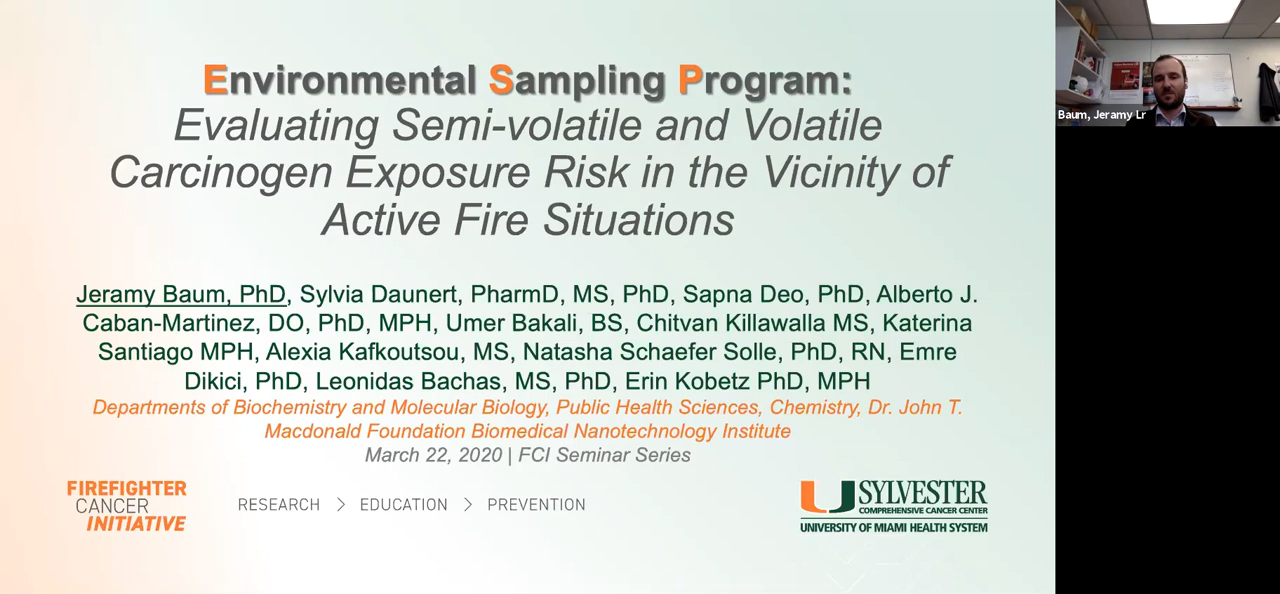 Environmental Sampling Program:
Evaluating Semi-volatile and Volatile
Carcinogen Exposure Risk in the Vicinity of
Active Fire Situations
Jeramy Baum, PhD, Sylvia Daunert, PharmD, MS, PhD, Sapna Deo, PhD, Alberto J.
Caban-Martinez, DO, PhD, MPH, Umer Bakali, BS, Chitvan Killawalla MS, Katerina
Santiago MPH, Alexia Kafkoutsou, MS, Natasha Schaefer Solle, PhD, RN, Emre
Dikici, PhD, Leonidas Bachas, MS, PhD, Erin Kobetz PhD, MPH
Departments of Biochemistry and Molecular Biology, Public Health Sciences, Chemistry, Dr. John T.
Macdonald Foundation Biomedical Nanotechnology Institute
March 22, 2020 | FCI Seminar Series
FIREFIGHTER
CANCER
INITIATIVE
RESEARCH > EDUCATION > PREVENTION
SYLVESTER
COMPREHENSIVE CANCER CENTER
UNIVERSITY OF MIAMI HEALTH SYSTEM
Baum, Jeramy Lr